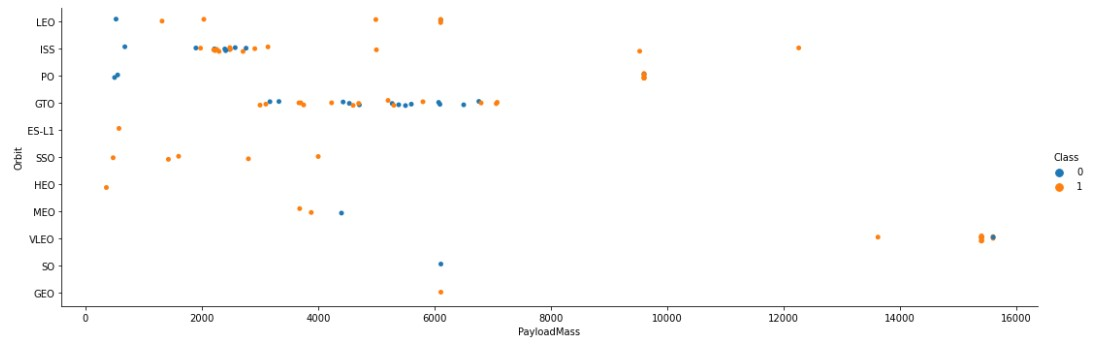 LEO
ISS
PO
GTO
ES-L1
SSO
HEO
MEO
VLEO
SO
GEO
Orbit
0 2000 4000 6000 8000 10000 12000 14000 16000
PayloadMass
Class
0
1